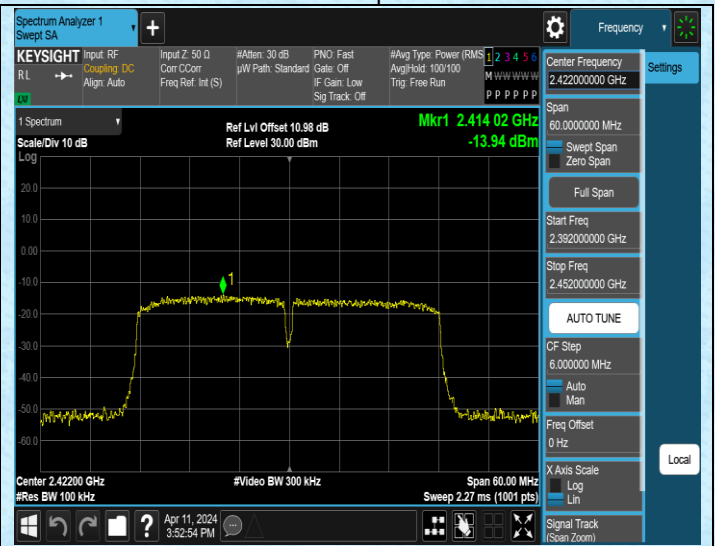 Spectrum Analyzer 1
Swept SA
+
Frequency
KEYSIGHT
RL
LXI
Input: RF
Coupling: DC
Align: Auto
Input Z: 50 Ω
Corr CCorr
Freq Ref: Int (S)
#Atten: 30 dB
µW Path: Standard
PNO: Fast
Gate: Off
IF Gain: Low
Sig Track: Off
#Avg Type: Power (RMS
Avg|Hold: 100/100
Trig: Free Run
1 2 3 4 5 6
M W W W W W
P P P P P P
1 Spectrum
Scale/Div 10 dB
Ref Lvl Offset 10.98 dB
Ref Level 30.00 dBm
Mkr1 2.414 02 GHz
-13.94 dBm
Log
20.0
10.0
0.00
-10.0
-20.0
-30.0
-40.0
-50.0
-60.0
1
Center 2.42200 GHz
#Res BW 100 kHz
#Video BW 300 kHz
Span 60.00 MHz
Sweep 2.27 ms (1001 pts)
?
Apr 11, 2024
3:52:54 PM
Center Frequency
2.422000000 GHz
Settings
Span
60.0000000 MHz
Swept Span
Zero Span
Full Span
Start Freq
2.392000000 GHz
Stop Freq
2.452000000 GHz
AUTO TUNE
CF Step
6.000000 MHz
Auto
Man
Freq Offset
0 Hz
Local
X Axis Scale
Log
Lin
Signal Track
(Span Zoom)